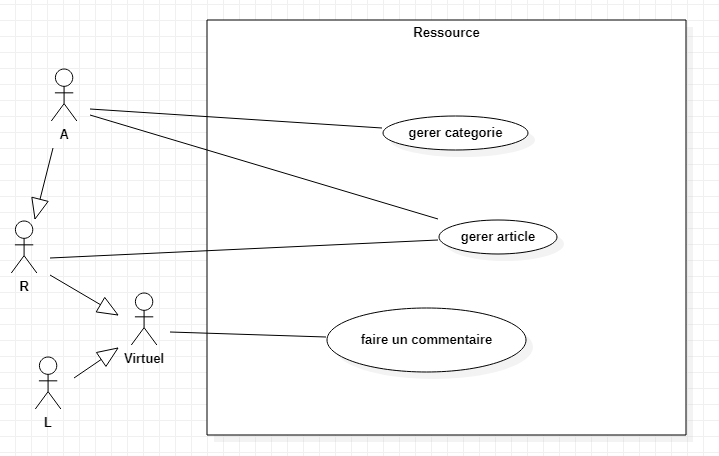 Ressource
A
gerer categorie
gerer article
R
faire un commentaire
Virtuel
L